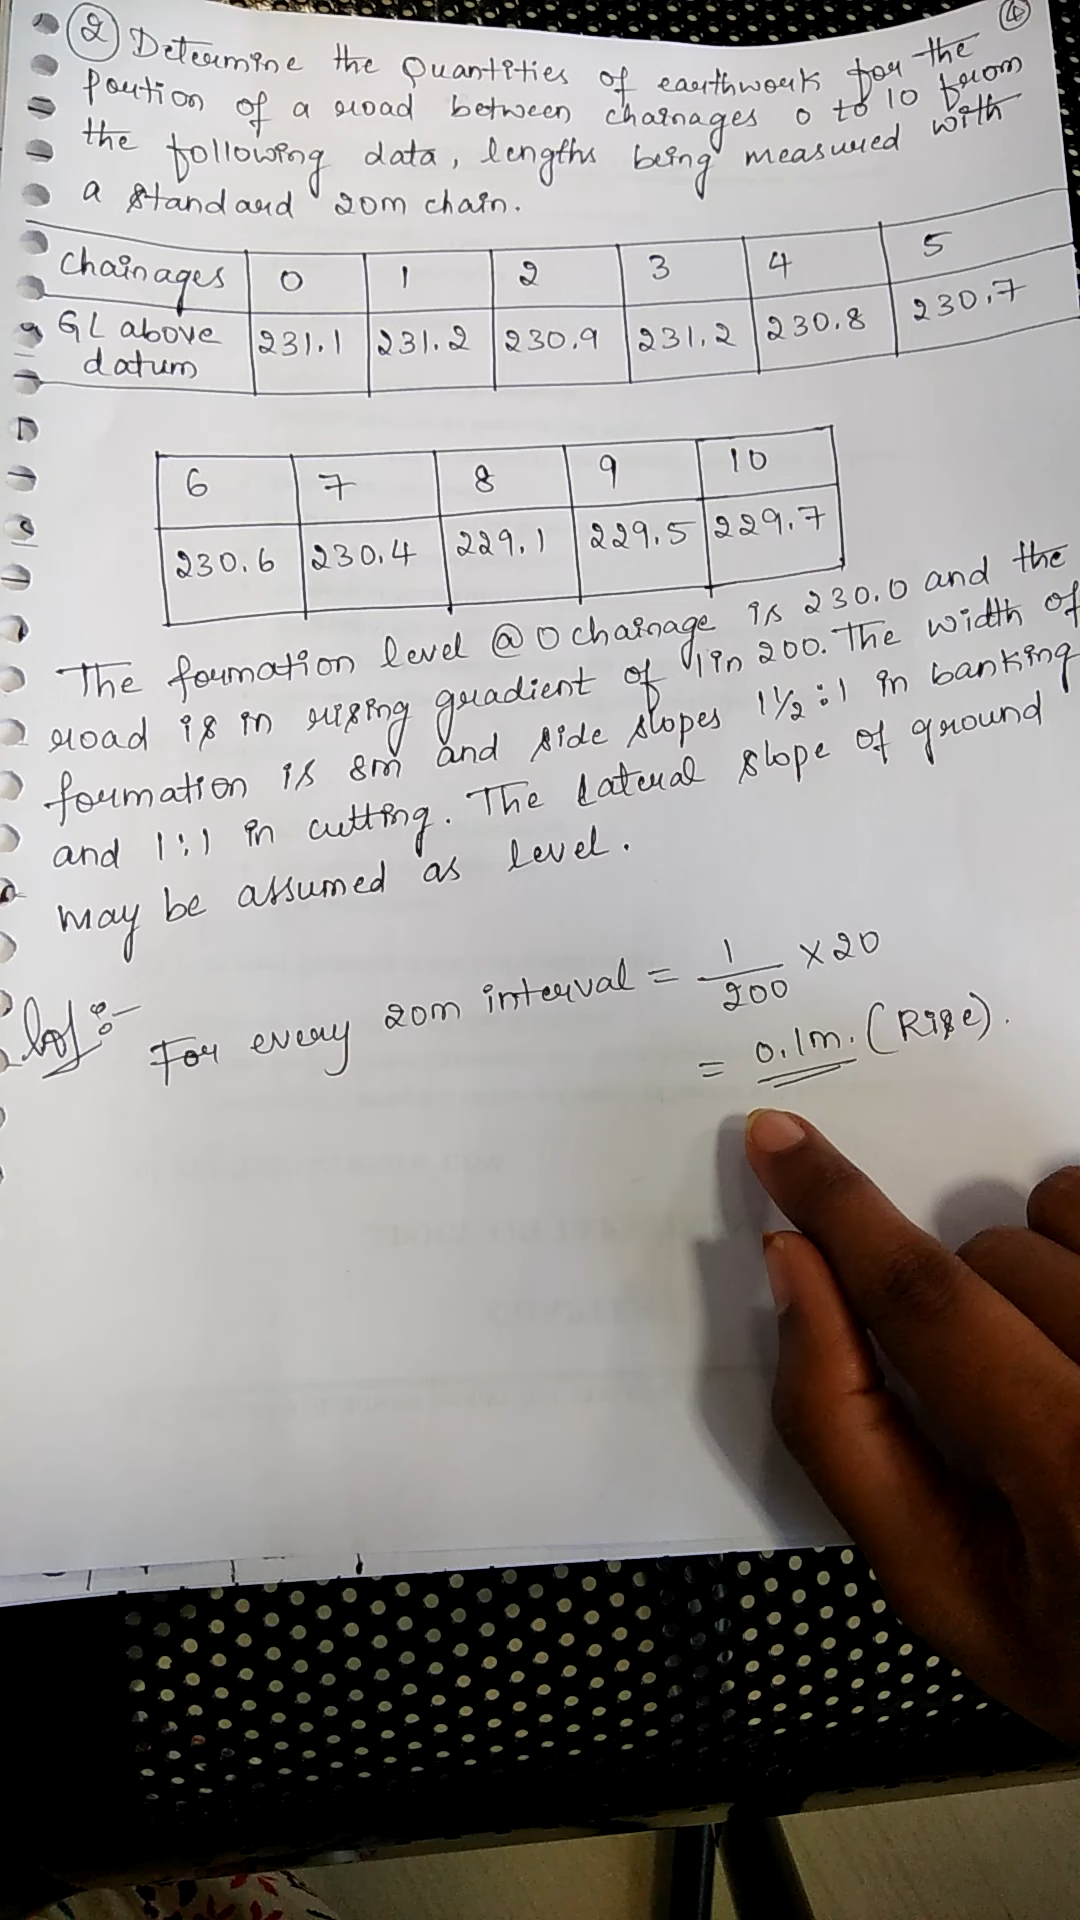 ④
② Determine the Quantities of earthwork for the
Portion of a road between chainages 0 to 10 from
the following data, lengths being measured with
a standard 20m chain.
Chainages 0 1 2 3 4 5
GL above datum 231.1 231.2 230.9 231.2 230.8 230.7
6 7 8 9 10
230.6 230.4 229.1 229.5 229.7
The formation level @ 0 chainage is 230.0 and the
road is in rising gradient of 1 in 200. The width of
formation is 8m and side slopes 1½:1 in banking
and 1:1 in cutting. The Lateral slope of ground
may be assumed as level.
Sol:- For every 20m interval = 1/200 × 20
= 0.1m. (Rise).